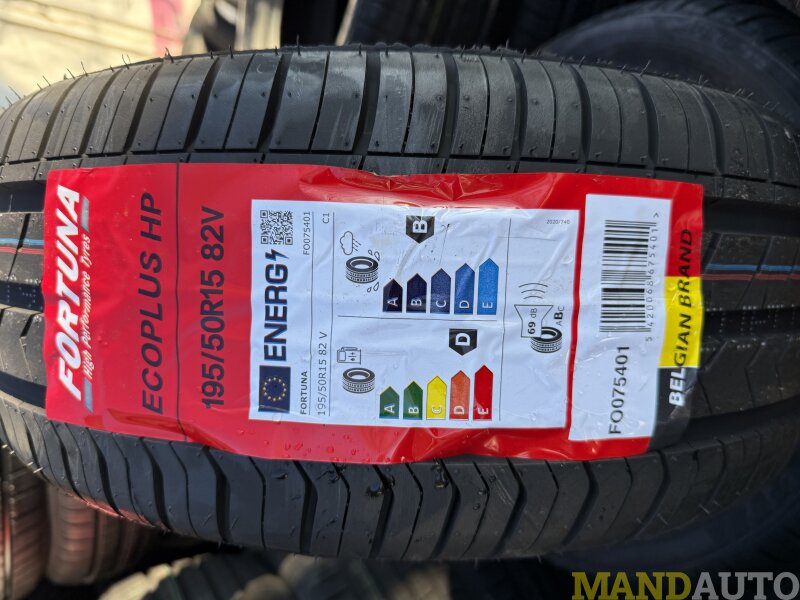 FORTUNA
High Performance Tyres
ECOPLUS HP
195/50R15 82V
ENERG
FORTUNA
195/50R15 82 V
FO075401
C1
B
A B C D E
D
A B C D E
2020/740
69 dB
ABC
FO075401
BELGIAN BRAND
MANDAUTO